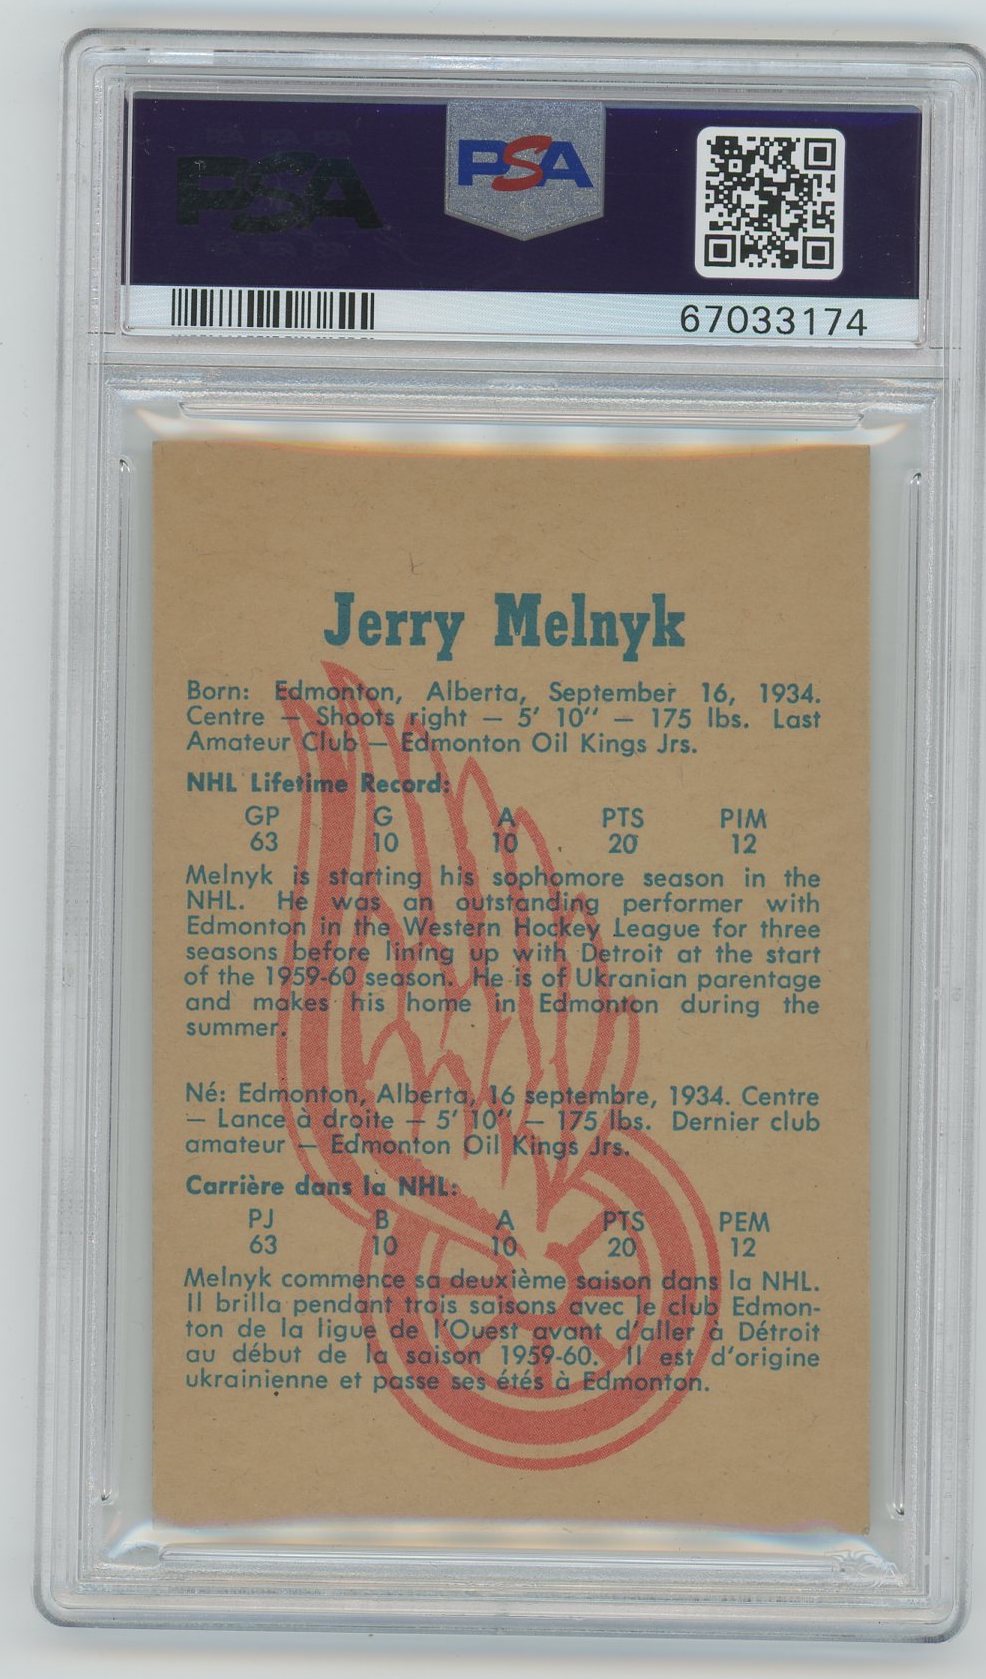 PSA
PSA
67033174
Jerry Melnyk
Born: Edmonton, Alberta, September 16, 1934.
Centre — Shoots right — 5' 10'' — 175 lbs. Last
Amateur Club — Edmonton Oil Kings Jrs.
NHL Lifetime Record:
GP G A PTS PIM
63 10 10 20 12
Melnyk is starting his sophomore season in the
NHL. He was an outstanding performer with
Edmonton in the Western Hockey League for three
seasons before lining up with Detroit at the start
of the 1959-60 season. He is of Ukranian parentage
and makes his home in Edmonton during the
summer.
Né: Edmonton, Alberta, 16 septembre, 1934. Centre
— Lance à droite — 5' 10'' — 175 lbs. Dernier club
amateur — Edmonton Oil Kings Jrs.
Carrière dans la NHL:
PJ B A PTS PEM
63 10 10 20 12
Melnyk commence sa deuxième saison dans la NHL.
Il brilla pendant trois saisons avec le club Edmon-
ton de la ligue de l'Ouest avant d'aller à Détroit
au début de la saison 1959-60. Il est d'origine
ukrainienne et passe ses étés à Edmonton.